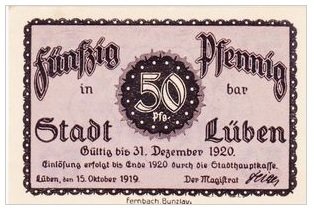 Fünfzig Pfennig
in 50 bar
Pfg.
Stadt Lüben
Gültig bis 31. Dezember 1920.
Einlösung erfolgt bis Ende 1920 durch die Stadthauptkasse.
Lüben, den 15. Oktober 1919. Der Magistrat
Fernbach, Bunzlau.